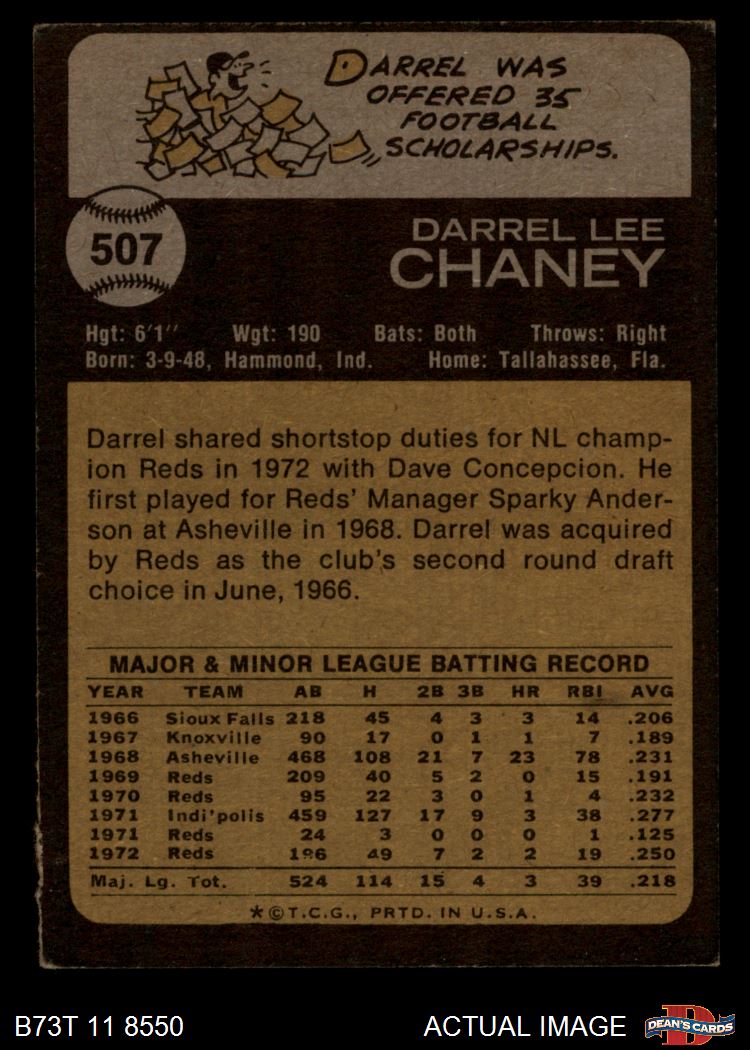 DARREL WAS
OFFERED 35
FOOTBALL
SCHOLARSHIPS.
507
DARREL LEE
CHANEY
Hgt: 6'1" Wgt: 190 Bats: Both Throws: Right
Born: 3-9-48, Hammond, Ind. Home: Tallahassee, Fla.
Darrel shared shortstop duties for NL champ-
ion Reds in 1972 with Dave Concepcion. He
first played for Reds' Manager Sparky Ander-
son at Asheville in 1968. Darrel was acquired
by Reds as the club's second round draft
choice in June, 1966.
MAJOR & MINOR LEAGUE BATTING RECORD
YEAR TEAM AB H 2B 3B HR RBI AVG
1966 Sioux Falls 218 45 4 3 3 14 .206
1967 Knoxville 90 17 0 1 1 7 .189
1968 Asheville 468 108 21 7 23 78 .231
1969 Reds 209 40 5 2 0 15 .191
1970 Reds 95 22 3 0 1 4 .232
1971 Indi'polis 459 127 17 9 3 38 .277
1971 Reds 24 3 0 0 0 1 .125
1972 Reds 196 49 7 2 2 19 .250
Maj. Lg. Tot. 524 114 15 4 3 39 .218
*©T.C.G., PRTD. IN U.S.A.
B73T 11 8550 ACTUAL IMAGE D DEAN'S CARDS